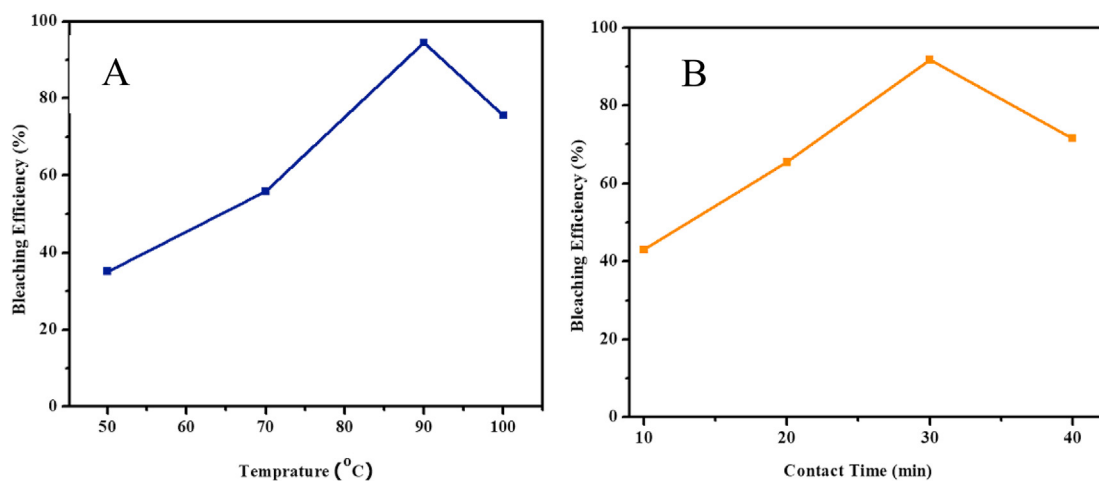 A
Bleaching Efficiency (%)
100
80
60
40
20
0
50 60 70 80 90 100
Temprature (°C)
B
Bleaching Efficiency (%)
100
80
60
40
20
0
10 20 30 40
Contact Time (min)